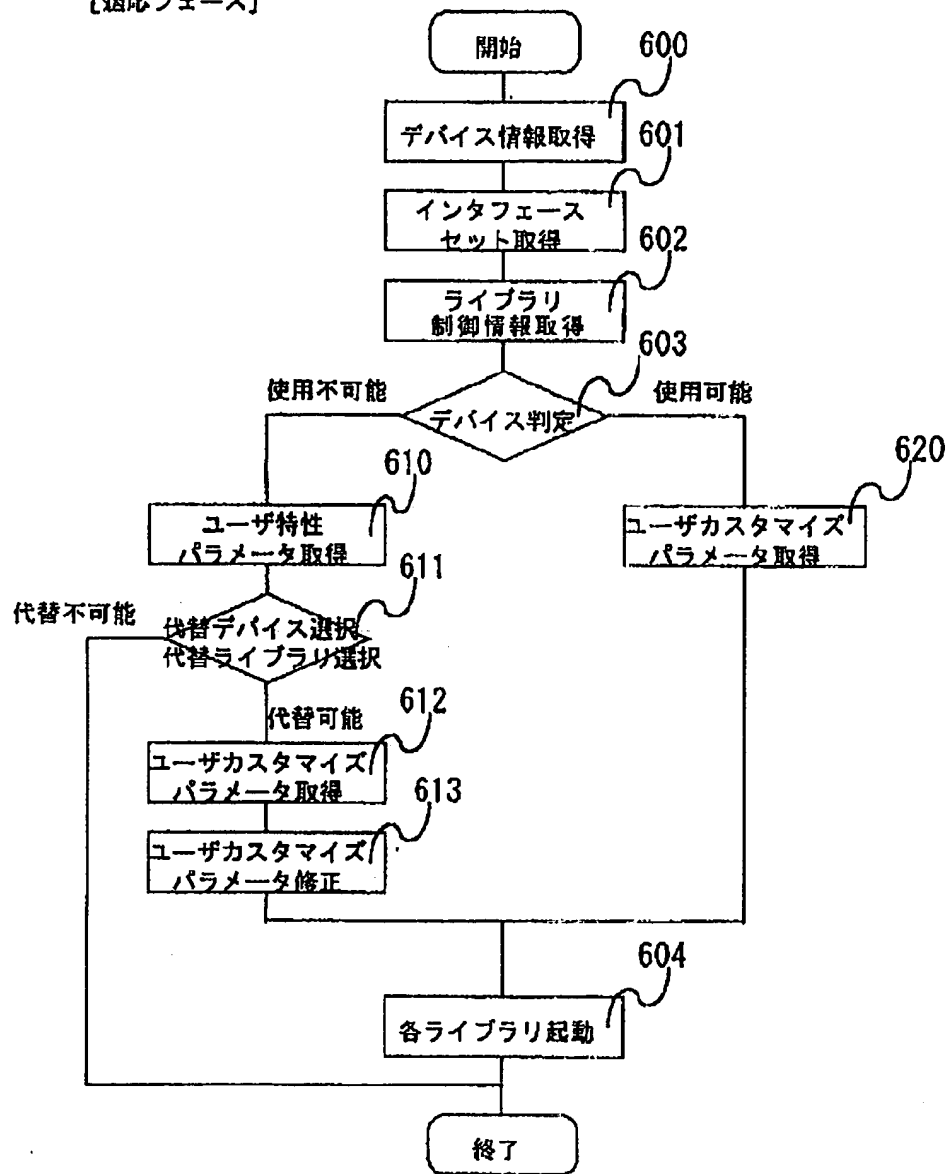 [適応フェーズ]
開始
600
デバイス情報取得
601
インタフェース
セット取得
602
ライブラリ
制御情報取得
603
使用不可能
使用可能
デバイス判定
610
620
ユーザ特性
パラメータ取得
ユーザカスタマイズ
パラメータ取得
611
代替不可能
代替デバイス選択
代替ライブラリ選択
代替可能
612
ユーザカスタマイズ
パラメータ取得
613
ユーザカスタマイズ
パラメータ修正
604
各ライブラリ起動
終了